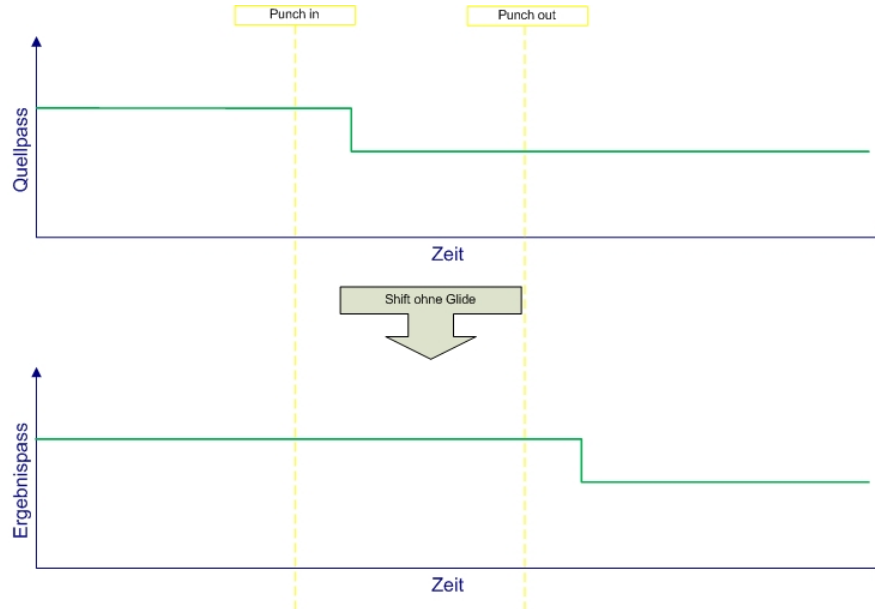 Punch in
Punch out
Quellpass
Zeit
Shift ohne Glide
Ergebnispass
Zeit